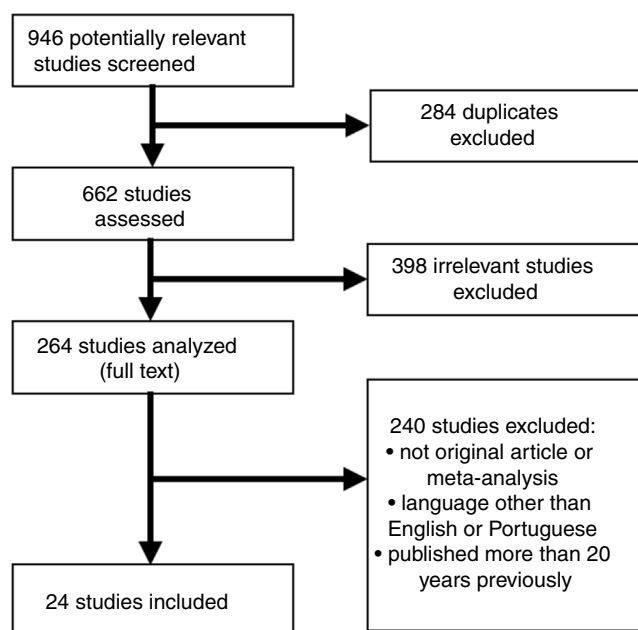 946 potentially relevant
studies screened
284 duplicates
excluded
662 studies
assessed
398 irrelevant studies
excluded
264 studies analyzed
(full text)
240 studies excluded:
• not original article or
meta-analysis
• language other than
English or Portuguese
• published more than 20
years previously
24 studies included